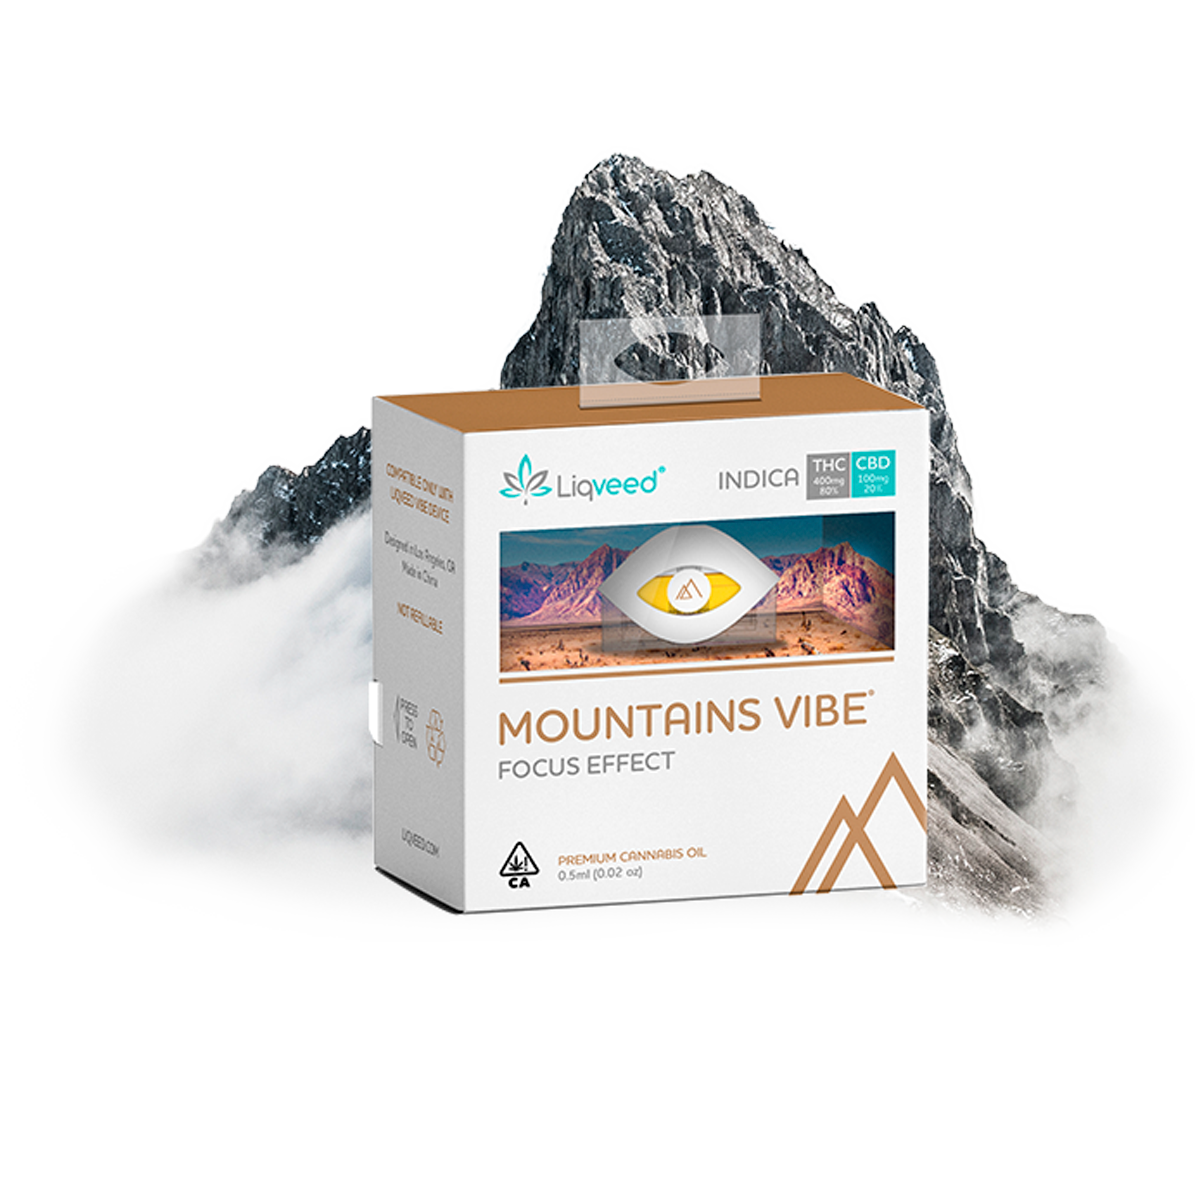 COMPATIBLE ONLY WITH
LIQVEED VIBE DEVICE
Designed in Los Angeles, CA
Made in China
NOT REFILLABLE
PRESS
TO
OPEN
LIQVEED.COM
Liqveed®
INDICA
THC
400mg
80%
CBD
100mg
20%
MOUNTAINS VIBE®
FOCUS EFFECT
CA
PREMIUM CANNABIS OIL
0.5ml (0.02 oz)